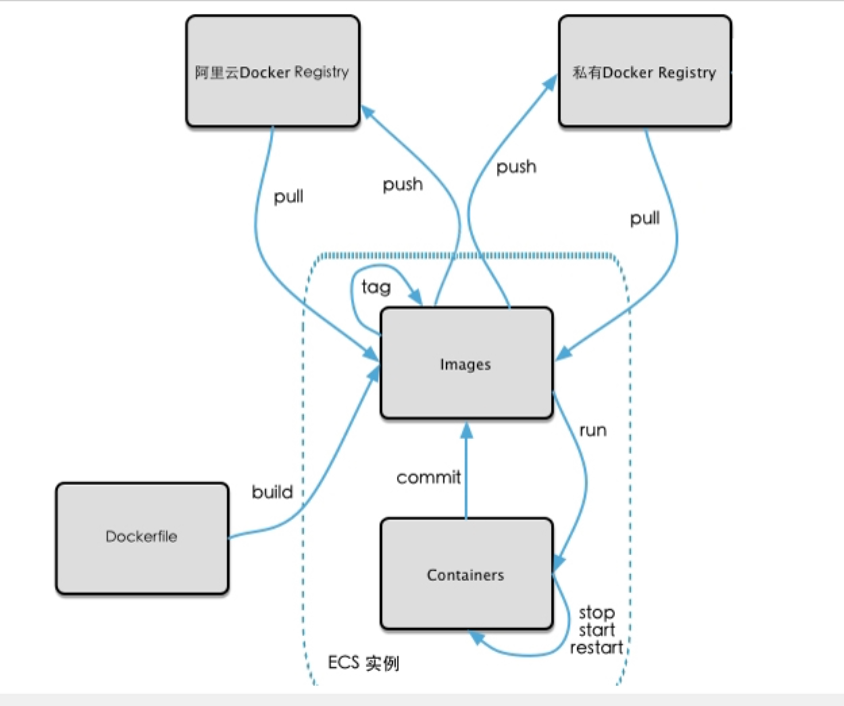 阿里云Docker Registry
私有Docker Registry
pull
push
push
pull
tag
Images
run
commit
build
Dockerfile
Containers
stop
start
restart
ECS 实例